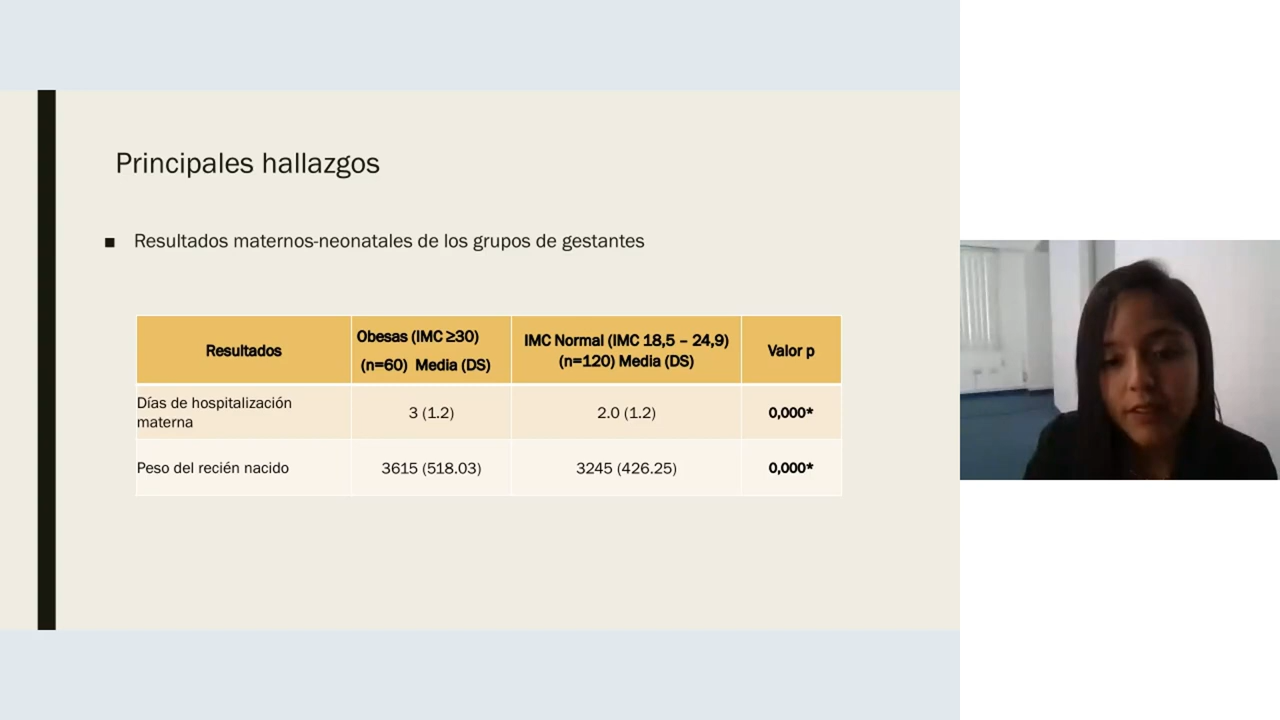 Principales hallazgos
■ Resultados maternos-neonatales de los grupos de gestantes
Resultados
Obesas (IMC ≥30)
(n=60) Media (DS)
IMC Normal (IMC 18,5 – 24,9)
(n=120) Media (DS)
Valor p
Días de hospitalización
materna
3 (1.2)
2.0 (1.2)
0,000*
Peso del recién nacido
3615 (518.03)
3245 (426.25)
0,000*